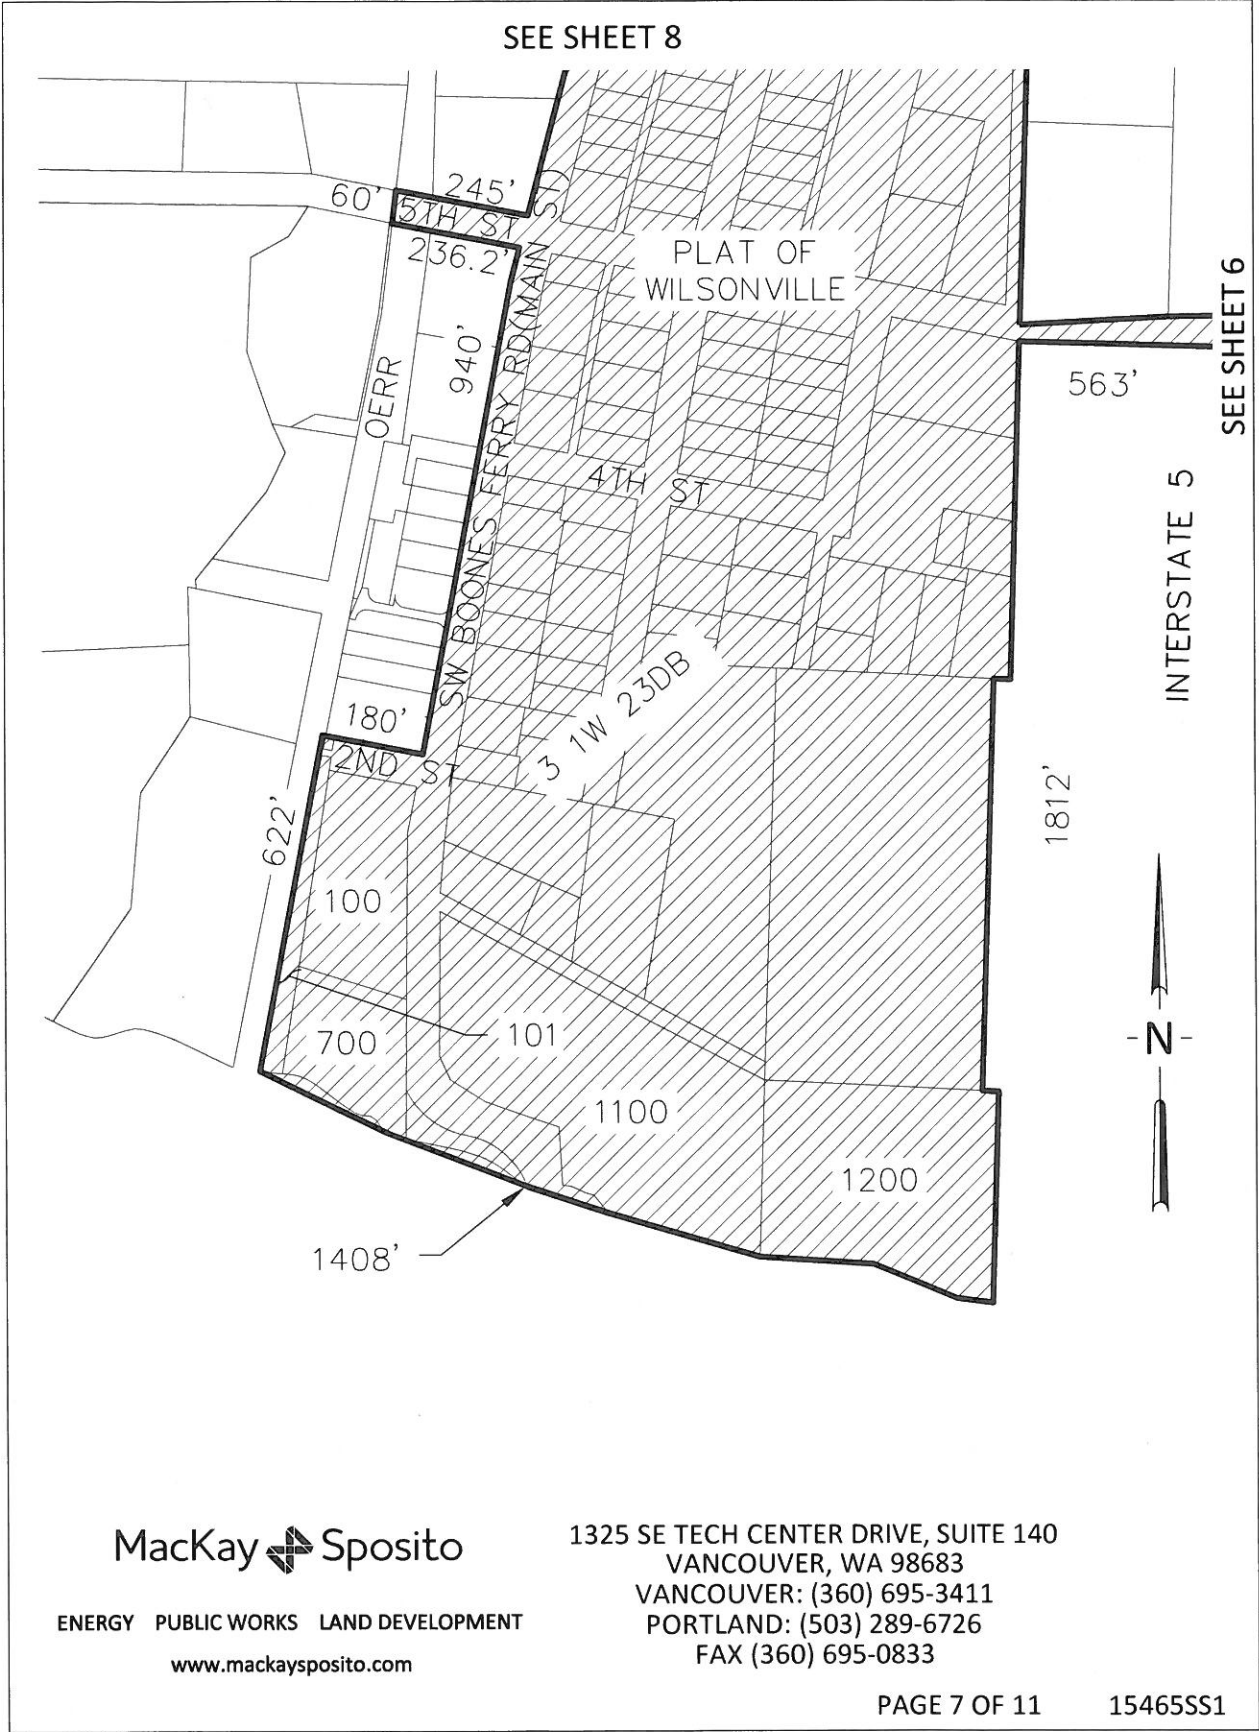 SEE SHEET 8
60'
245'
5TH ST
236.2'
PLAT OF
WILSONVILLE
SEE SHEET 6
563'
940'
OERR
SW BOONES FERRY RD(MAIN ST)
4TH ST
INTERSTATE 5
3 1W 23DB
180'
2ND ST
622'
1812'
100
700
101
-N-
1100
1200
1408'
MacKay Sposito
ENERGY PUBLIC WORKS LAND DEVELOPMENT
www.mackaysposito.com
1325 SE TECH CENTER DRIVE, SUITE 140
VANCOUVER, WA 98683
VANCOUVER: (360) 695-3411
PORTLAND: (503) 289-6726
FAX (360) 695-0833
PAGE 7 OF 11 15465SS1